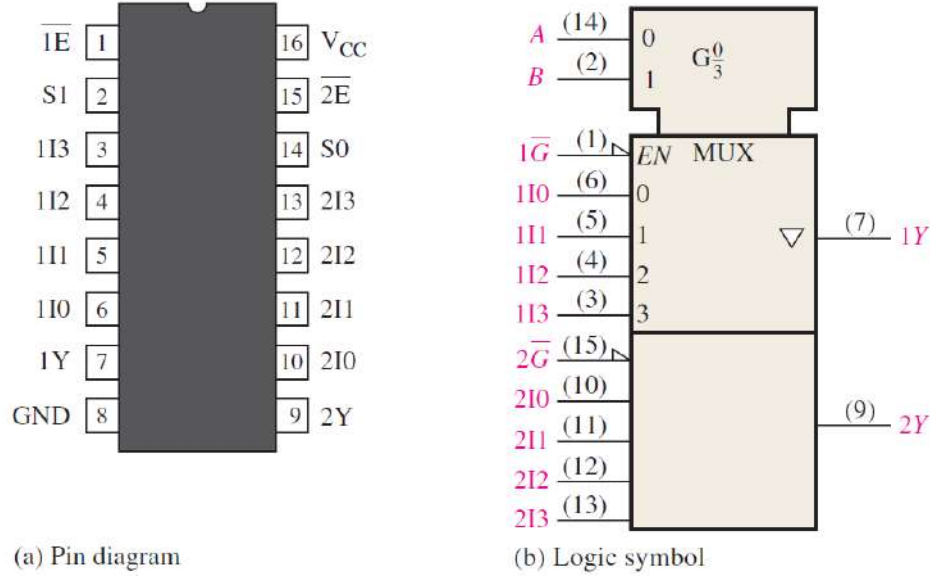 1E̅ 1 16 V_CC
S1 2 15 2E̅
1I3 3 14 S0
1I2 4 13 2I3
1I1 5 12 2I2
1I0 6 11 2I1
1Y 7 10 2I0
GND 8 9 2Y
(a) Pin diagram
A (14) 0 G0/3
B (2) 1
1G̅ (1) EN MUX
1I0 (6) 0
1I1 (5) 1 (7) 1Y
1I2 (4) 2
1I3 (3) 3
2G̅ (15)
2I0 (10) (9) 2Y
2I1 (11)
2I2 (12)
2I3 (13)
(b) Logic symbol